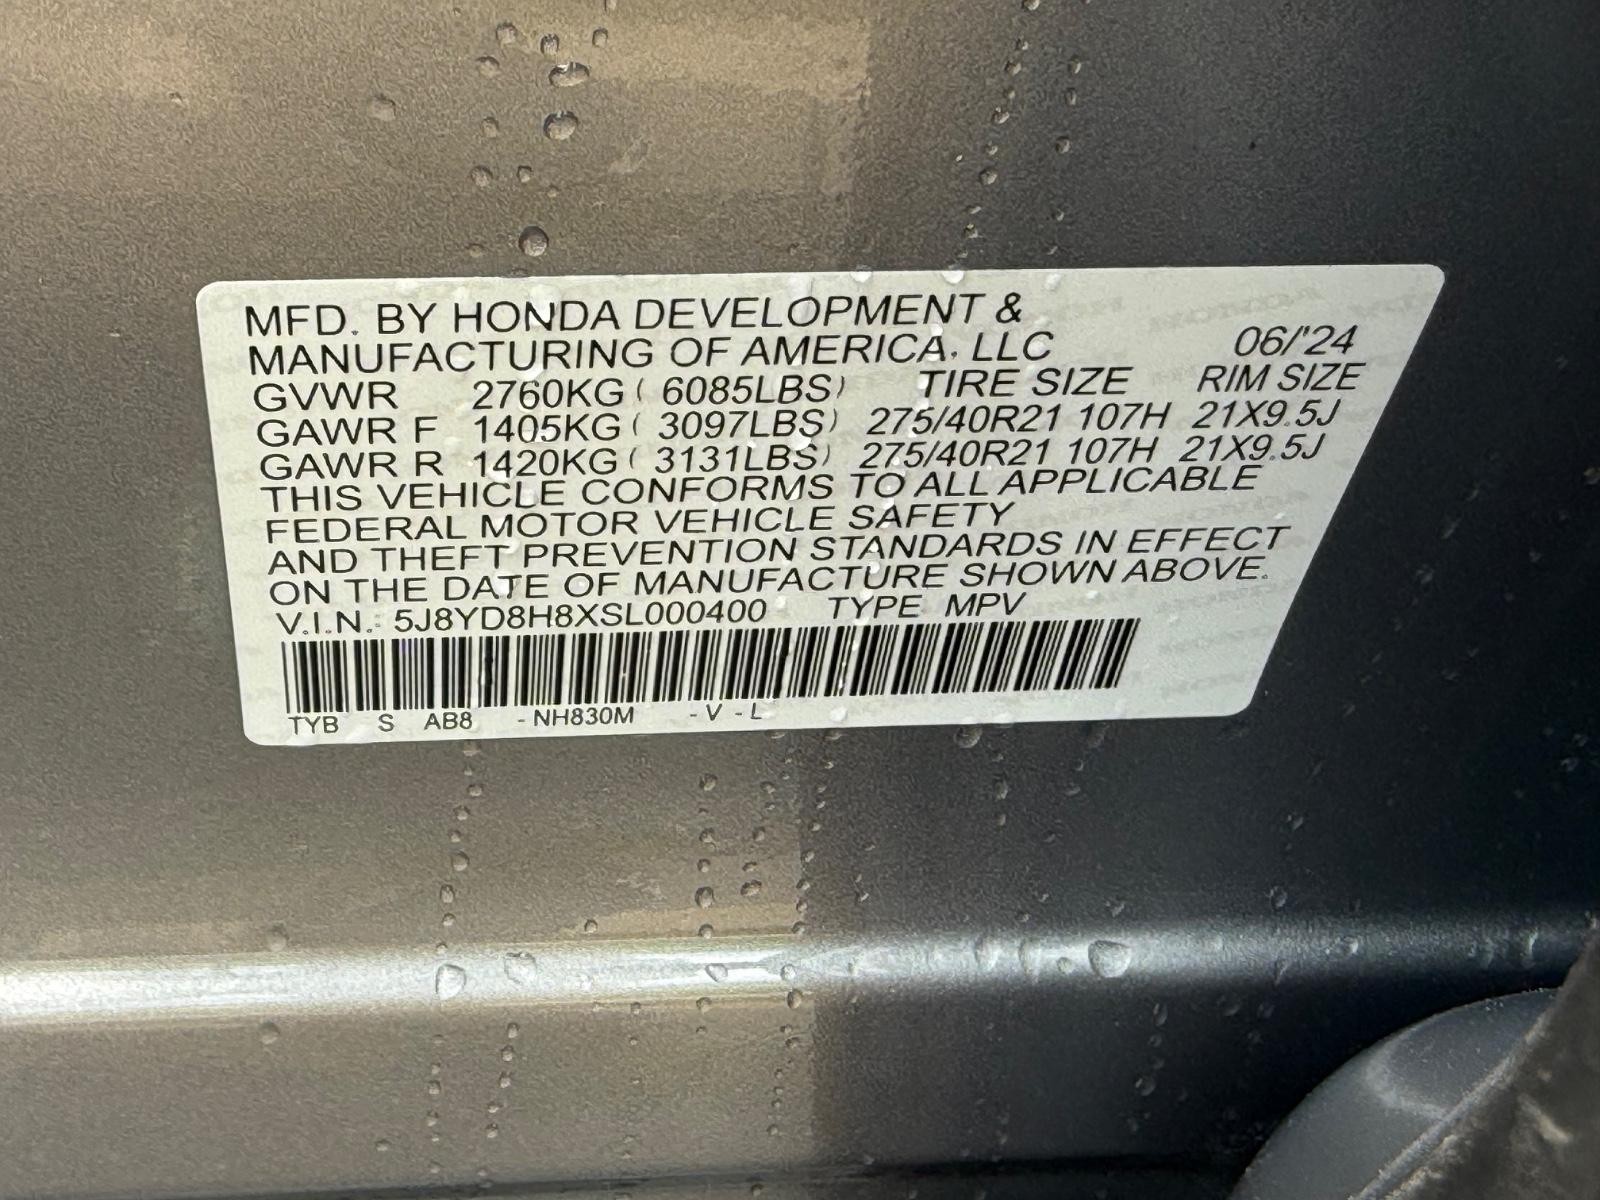 MFD. BY HONDA DEVELOPMENT &
MANUFACTURING OF AMERICA, LLC 06/'24
GVWR 2760KG ( 6085LBS) TIRE SIZE RIM SIZE
GAWR F 1405KG ( 3097LBS) 275/40R21 107H 21X9.5J
GAWR R 1420KG ( 3131LBS) 275/40R21 107H 21X9.5J
THIS VEHICLE CONFORMS TO ALL APPLICABLE
FEDERAL MOTOR VEHICLE SAFETY
AND THEFT PREVENTION STANDARDS IN EFFECT
ON THE DATE OF MANUFACTURE SHOWN ABOVE.
V.I.N.: 5J8YD8H8XSL000400 TYPE MPV
TYB S AB8 - NH830M - V - L